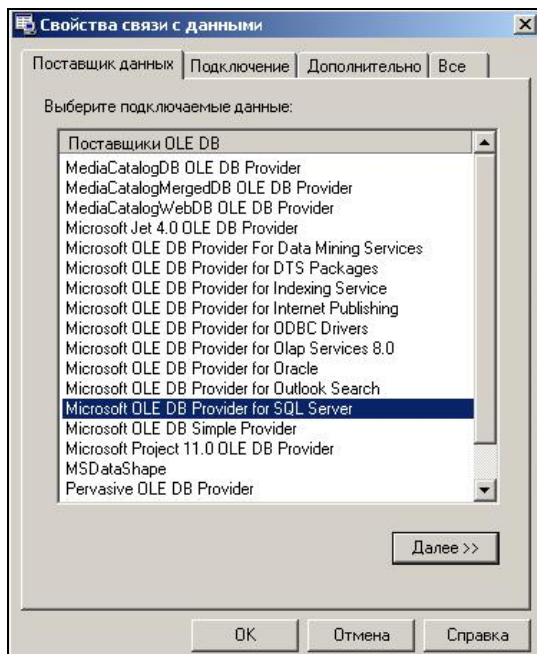 Свойства связи с данными
Поставщик данных Подключение Дополнительно Все
Выберите подключаемые данные:
Поставщики OLE DB
MediaCatalogDB OLE DB Provider
MediaCatalogMergedDB OLE DB Provider
MediaCatalogWebDB OLE DB Provider
Microsoft Jet 4.0 OLE DB Provider
Microsoft OLE DB Provider For Data Mining Services
Microsoft OLE DB Provider for DTS Packages
Microsoft OLE DB Provider for Indexing Service
Microsoft OLE DB Provider for Internet Publishing
Microsoft OLE DB Provider for ODBC Drivers
Microsoft OLE DB Provider for Olap Services 8.0
Microsoft OLE DB Provider for Oracle
Microsoft OLE DB Provider for Outlook Search
Microsoft OLE DB Provider for SQL Server
Microsoft OLE DB Simple Provider
Microsoft Project 11.0 OLE DB Provider
MSDataShape
Pervasive OLE DB Provider
Далее >>
OK Отмена Справка